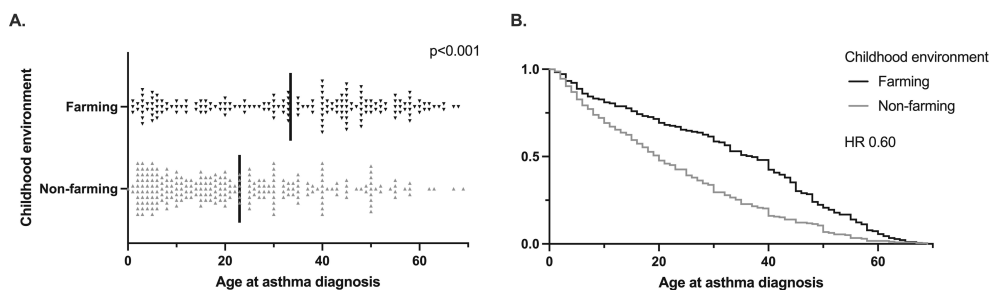 A.
p<0.001
Childhood environment
Farming
Non-farming
0
20
40
60
Age at asthma diagnosis
B.
Childhood environment
Farming
Non-farming
HR 0.60
1.0
0.5
0.0
0
20
40
60
Age at asthma diagnosis